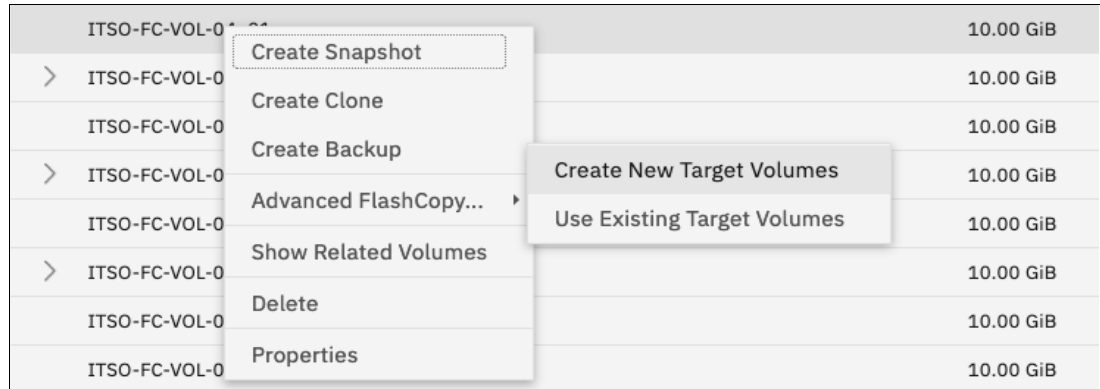 ITSO-FC-VOL-0 10.00 GiB
Create Snapshot
ITSO-FC-VOL-0 10.00 GiB
Create Clone
ITSO-FC-VOL-0 10.00 GiB
Create Backup
ITSO-FC-VOL-0 10.00 GiB
Create New Target Volumes
Advanced FlashCopy...
ITSO-FC-VOL-0 10.00 GiB
Use Existing Target Volumes
Show Related Volumes
ITSO-FC-VOL-0 10.00 GiB
Delete
ITSO-FC-VOL-0 10.00 GiB
Properties
ITSO-FC-VOL-0 10.00 GiB